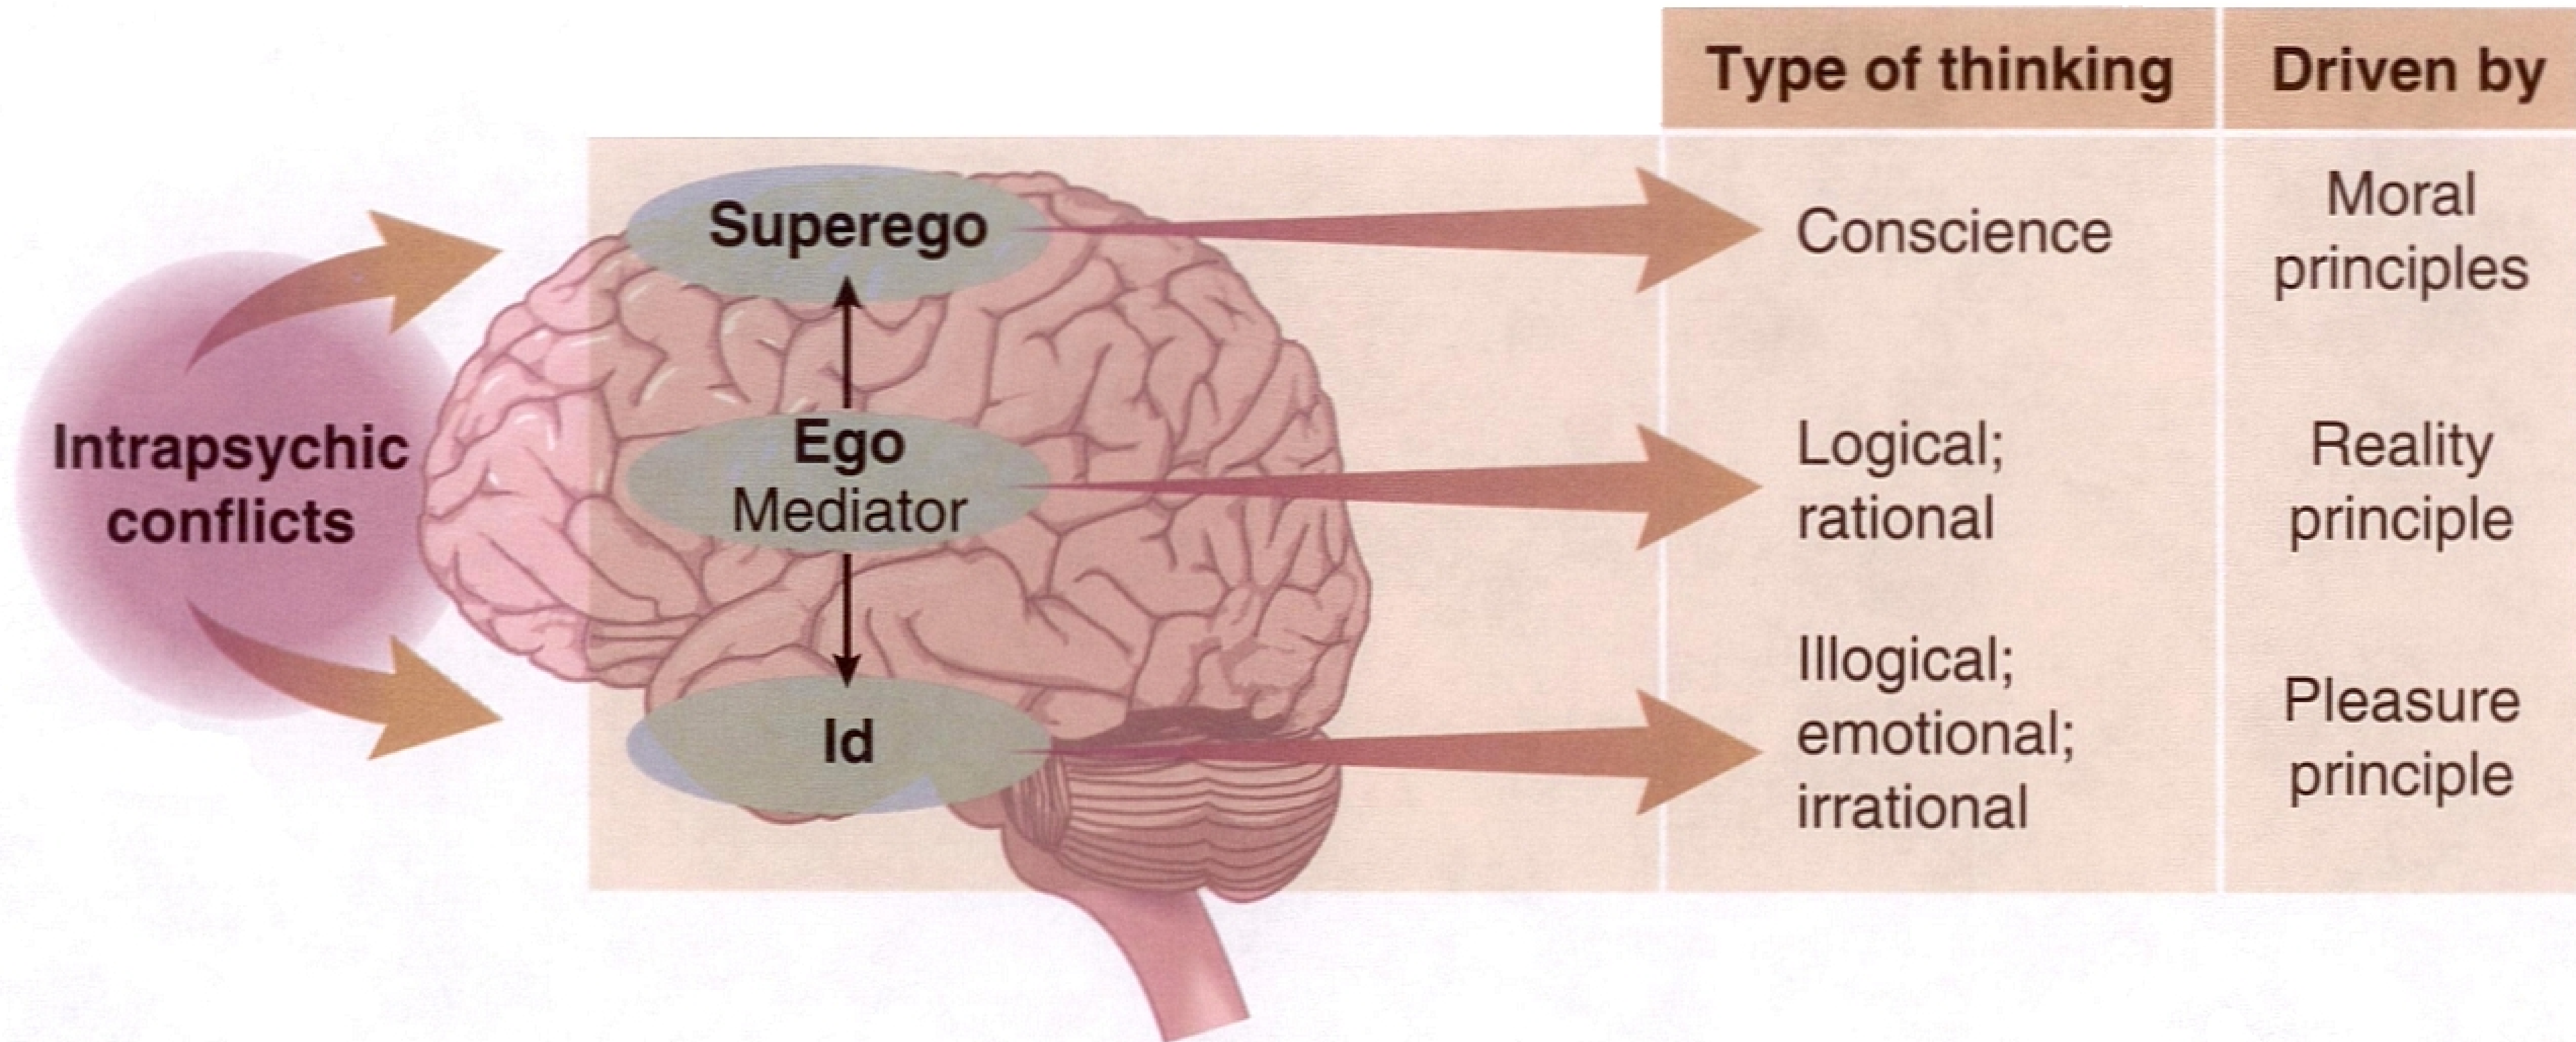 Type of thinking
Driven by
Superego
Conscience
Moral
principles
Intrapsychic
conflicts
Ego
Mediator
Logical;
rational
Reality
principle
Id
Illogical;
emotional;
irrational
Pleasure
principle